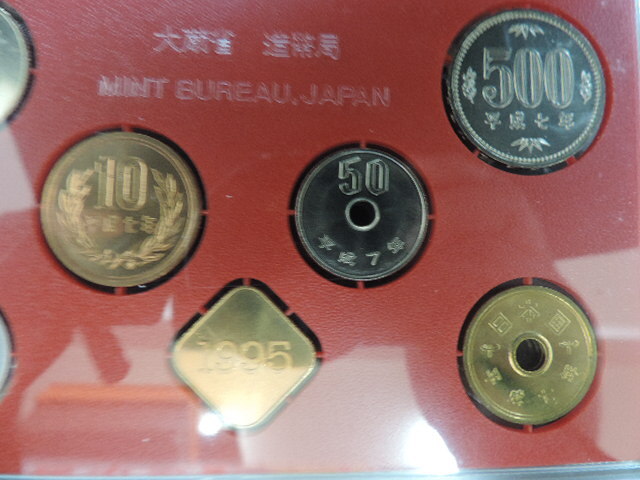 大蔵省 造幣局
MINT BUREAU, JAPAN
500
平成七年
10
平成七年
50
平成7年
1995
日本国
平成七年